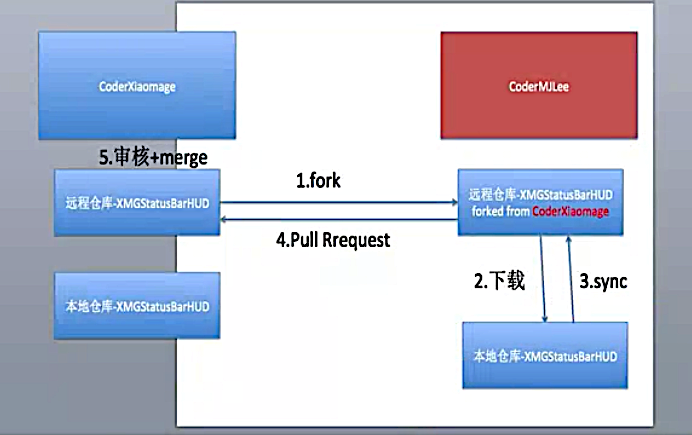 CoderXiaomage
CoderMJLee
5.审核+merge
远程仓库-XMGStatusBarHUD
1.fork
远程仓库-XMGStatusBarHUD
forked from CoderXiaomage
4.Pull Rrequest
2.下载
3.sync
本地仓库-XMGStatusBarHUD
本地仓库-XMGStatusBarHUD